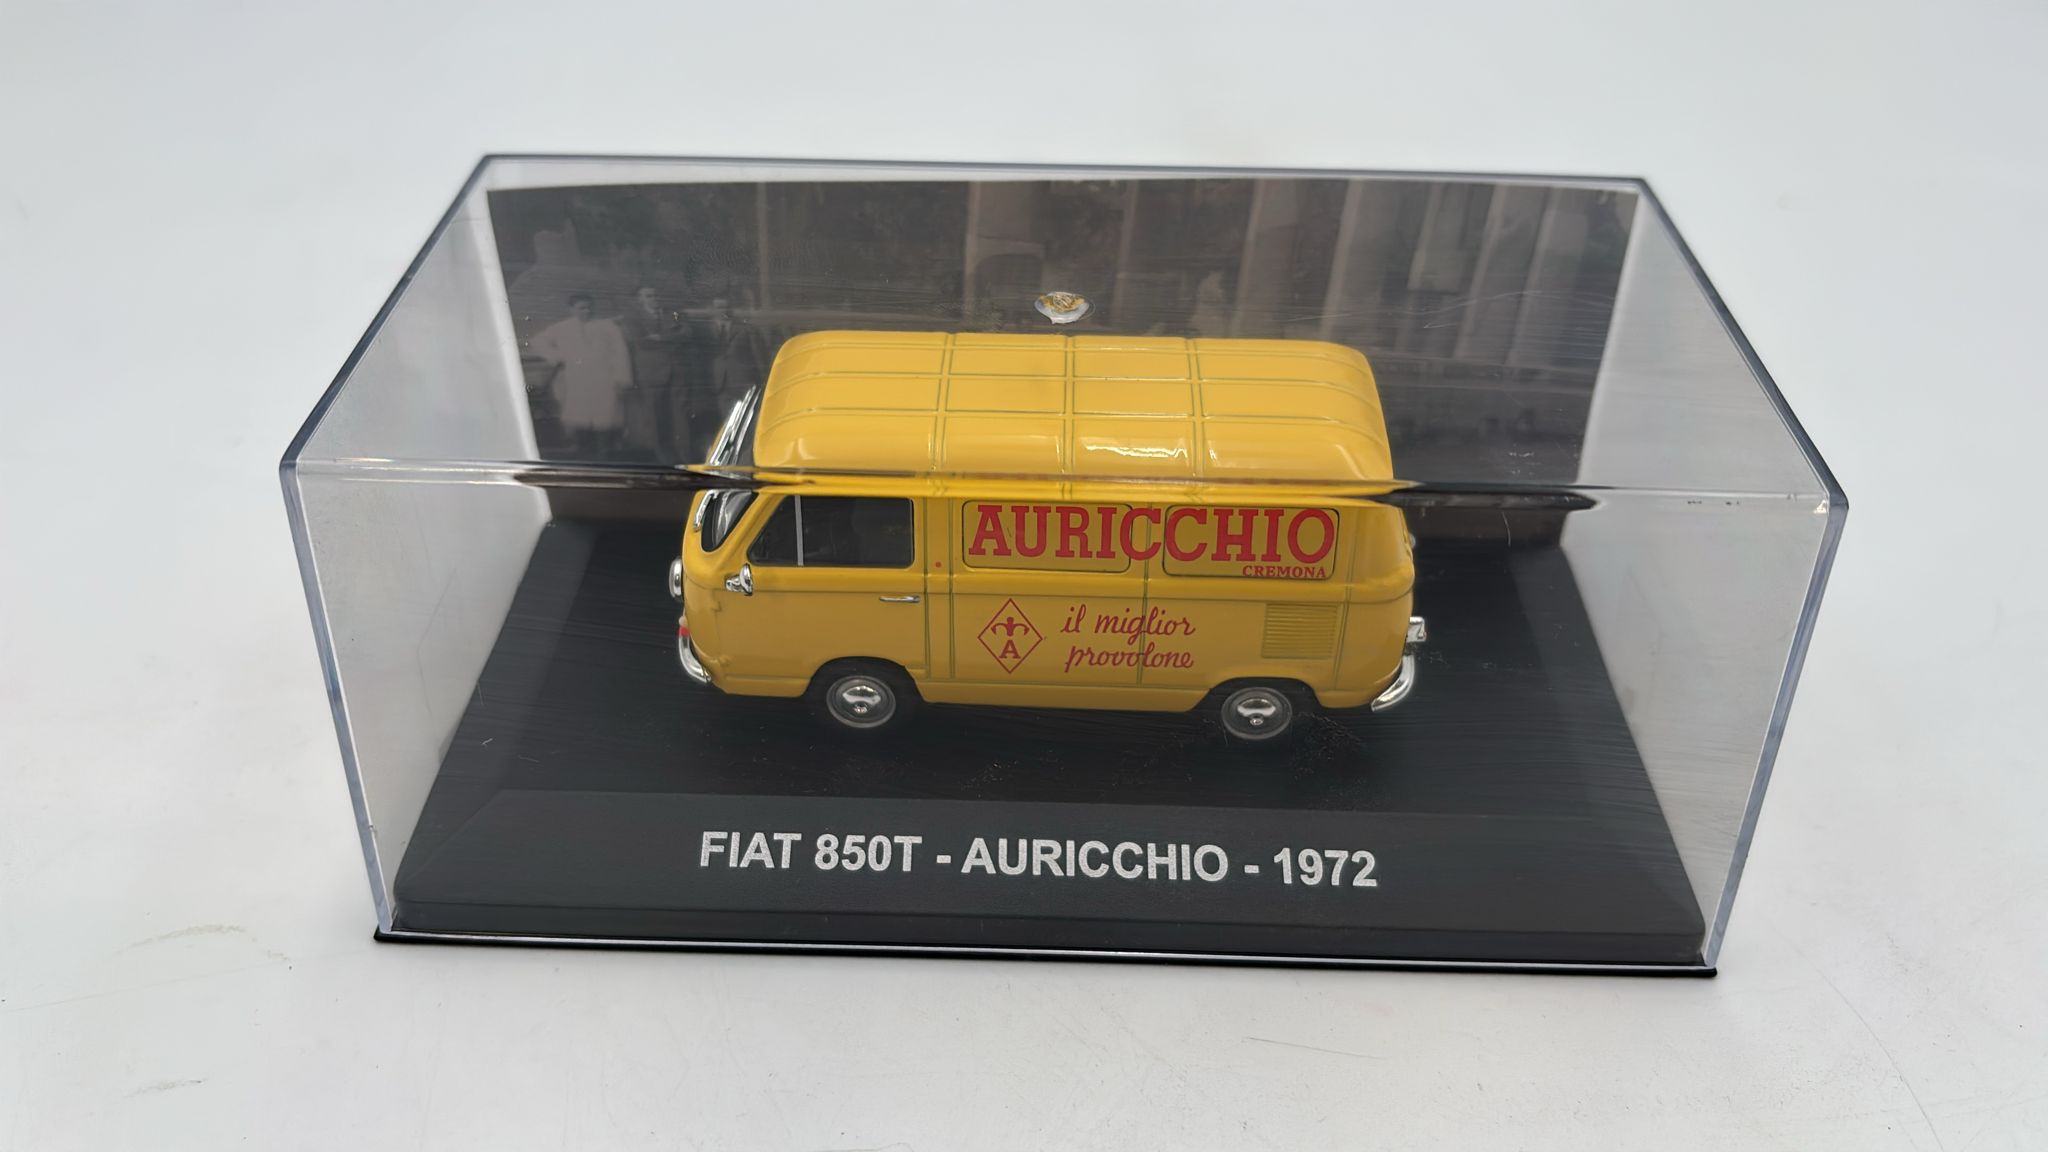 AURICCHIO
CREMONA
A
il miglior
provolone
FIAT 850T - AURICCHIO - 1972